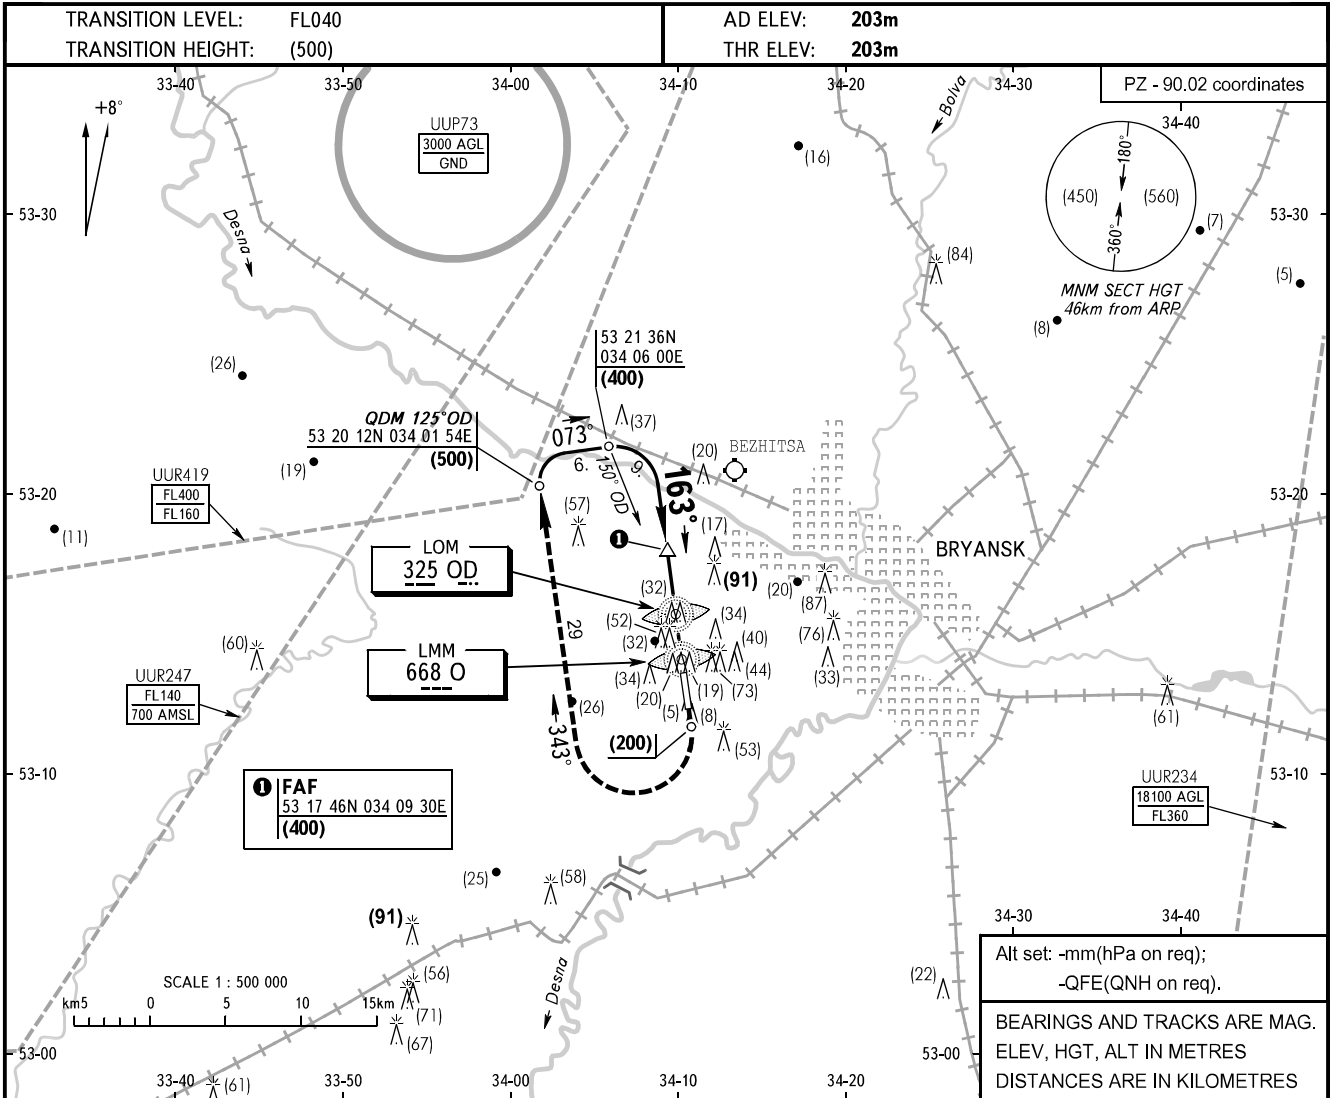 TRANSITION LEVEL: FL040
TRANSITION HEIGHT: (500)
AD ELEV: 203m
THR ELEV: 203m
33-40 33-50 34-00 34-10 34-20 34-30
PZ - 90.02 coordinates
34-40
+8°
Bolva
UUP73
3000 AGL
GND
(16)
180°
(450) (560)
360°
53-30
53-30
Desna
(7)
(84)
(5)
MNM SECT HGT
46km from ARP
(8)
53 21 36N
034 06 00E
(400)
(26)
QDM 125°OD
53 20 12N 034 01 54E
(500)
073°
(37)
6.
9.
150° OD
163°
(20)
BEZHITSA
(19)
UUR419
FL400
FL160
53-20
53-20
(11)
(57)
1
(17)
BRYANSK
LOM
325 OD
(91)
(20)
(87)
(32)
(52)
(34)
(76)
(32)
(60)
29
LMM
668 O
(40)
(44)
(33)
(34)
(20)
(19)
(73)
UUR247
FL140
700 AMSL
(26)
(5)
(8)
(61)
343°
(200)
(53)
53-10
53-10
1 FAF
53 17 46N 034 09 30E
(400)
UUR234
18100 AGL
FL360
(25)
(58)
(91)
34-30 34-40
Desna
(22)
Alt set: -mm(hPa on req);
-QFE(QNH on req).
SCALE 1 : 500 000
km5 0 5 10 15km
(56)
(71)
(67)
BEARINGS AND TRACKS ARE MAG.
ELEV, HGT, ALT IN METRES
DISTANCES ARE IN KILOMETRES
53-00
53-00
33-40 33-50 34-00 34-10 34-20
(61)